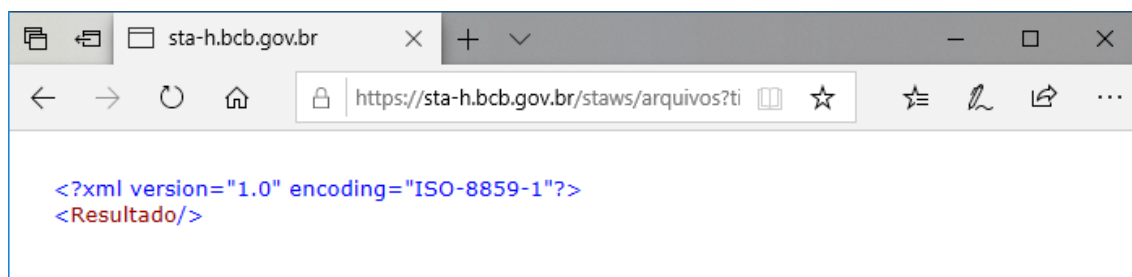 sta-h.bcb.gov.br
https://sta-h.bcb.gov.br/staws/arquivos?ti
<?xml version="1.0" encoding="ISO-8859-1"?>
<Resultado/>